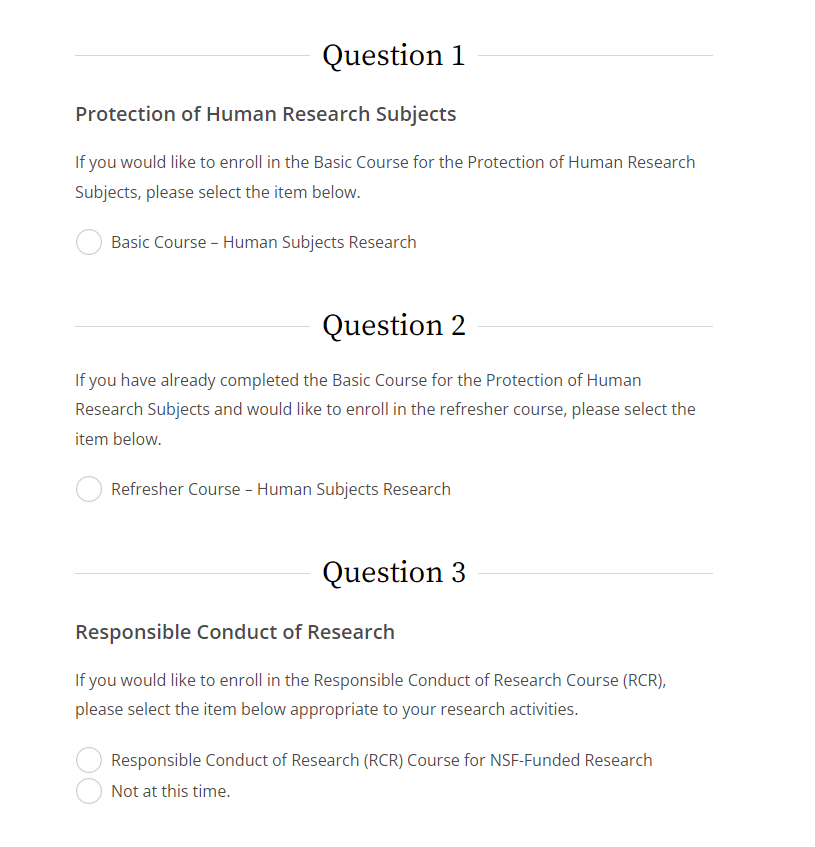 Question 1
Protection of Human Research Subjects
If you would like to enroll in the Basic Course for the Protection of Human Research
Subjects, please select the item below.
Basic Course – Human Subjects Research
Question 2
If you have already completed the Basic Course for the Protection of Human
Research Subjects and would like to enroll in the refresher course, please select the
item below.
Refresher Course – Human Subjects Research
Question 3
Responsible Conduct of Research
If you would like to enroll in the Responsible Conduct of Research Course (RCR),
please select the item below appropriate to your research activities.
Responsible Conduct of Research (RCR) Course for NSF-Funded Research
Not at this time.